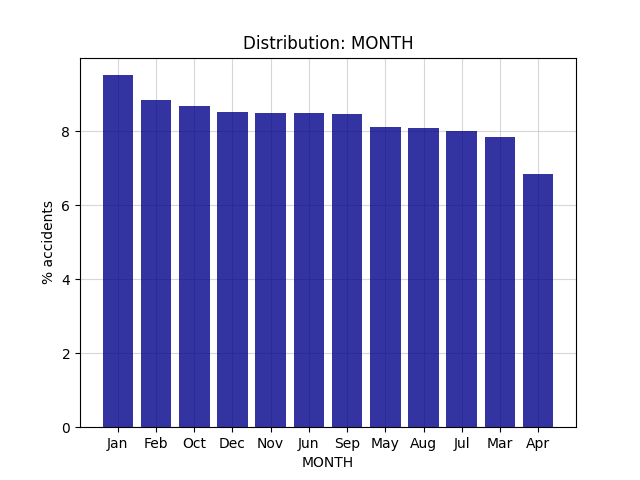 Distribution: MONTH
% accidents
8
6
4
2
0
Jan Feb Oct Dec Nov Jun Sep May Aug Jul Mar Apr
MONTH